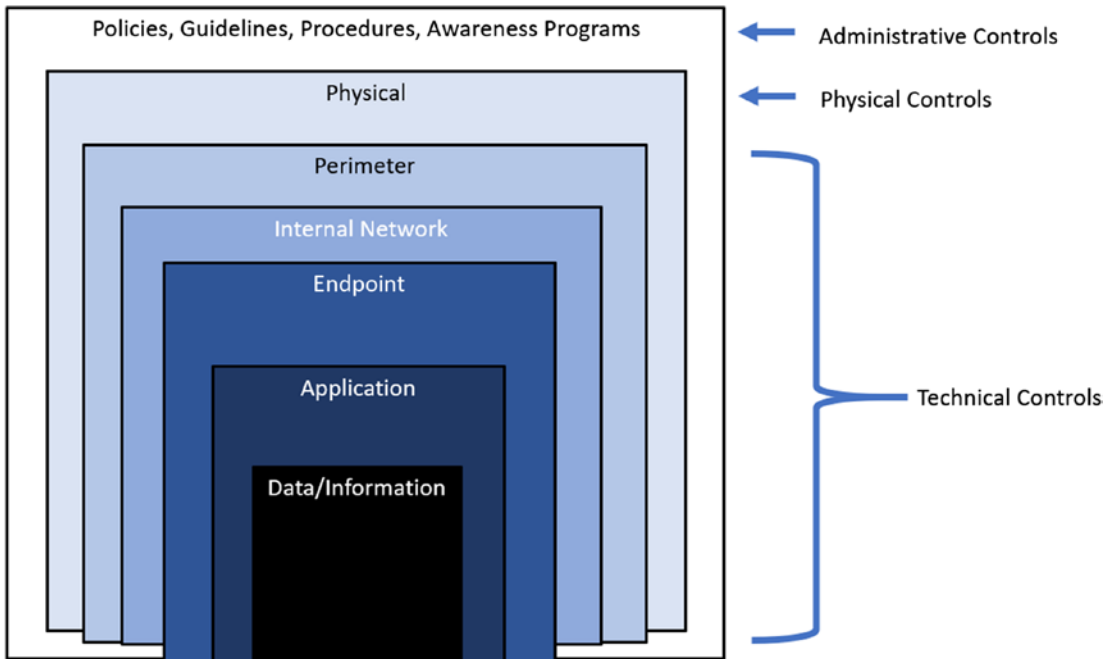 Policies, Guidelines, Procedures, Awareness Programs
Administrative Controls
Physical
Physical Controls
Perimeter
Internal Network
Endpoint
Application
Technical Controls
Data/Information